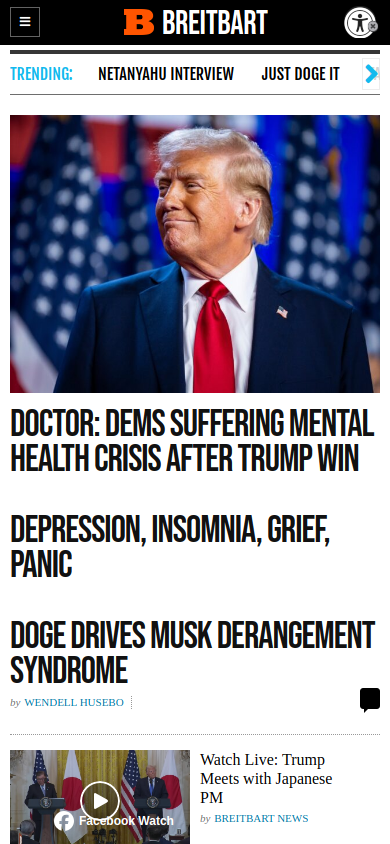 BREITBART
TRENDING:
NETANYAHU INTERVIEW
JUST DOGE IT
DOCTOR: DEMS SUFFERING MENTAL
HEALTH CRISIS AFTER TRUMP WIN
DEPRESSION, INSOMNIA, GRIEF,
PANIC
DOGE DRIVES MUSK DERANGEMENT
SYNDROME
by WENDELL HUSEBO
Facebook Watch
Watch Live: Trump
Meets with Japanese
PM
by BREITBART NEWS